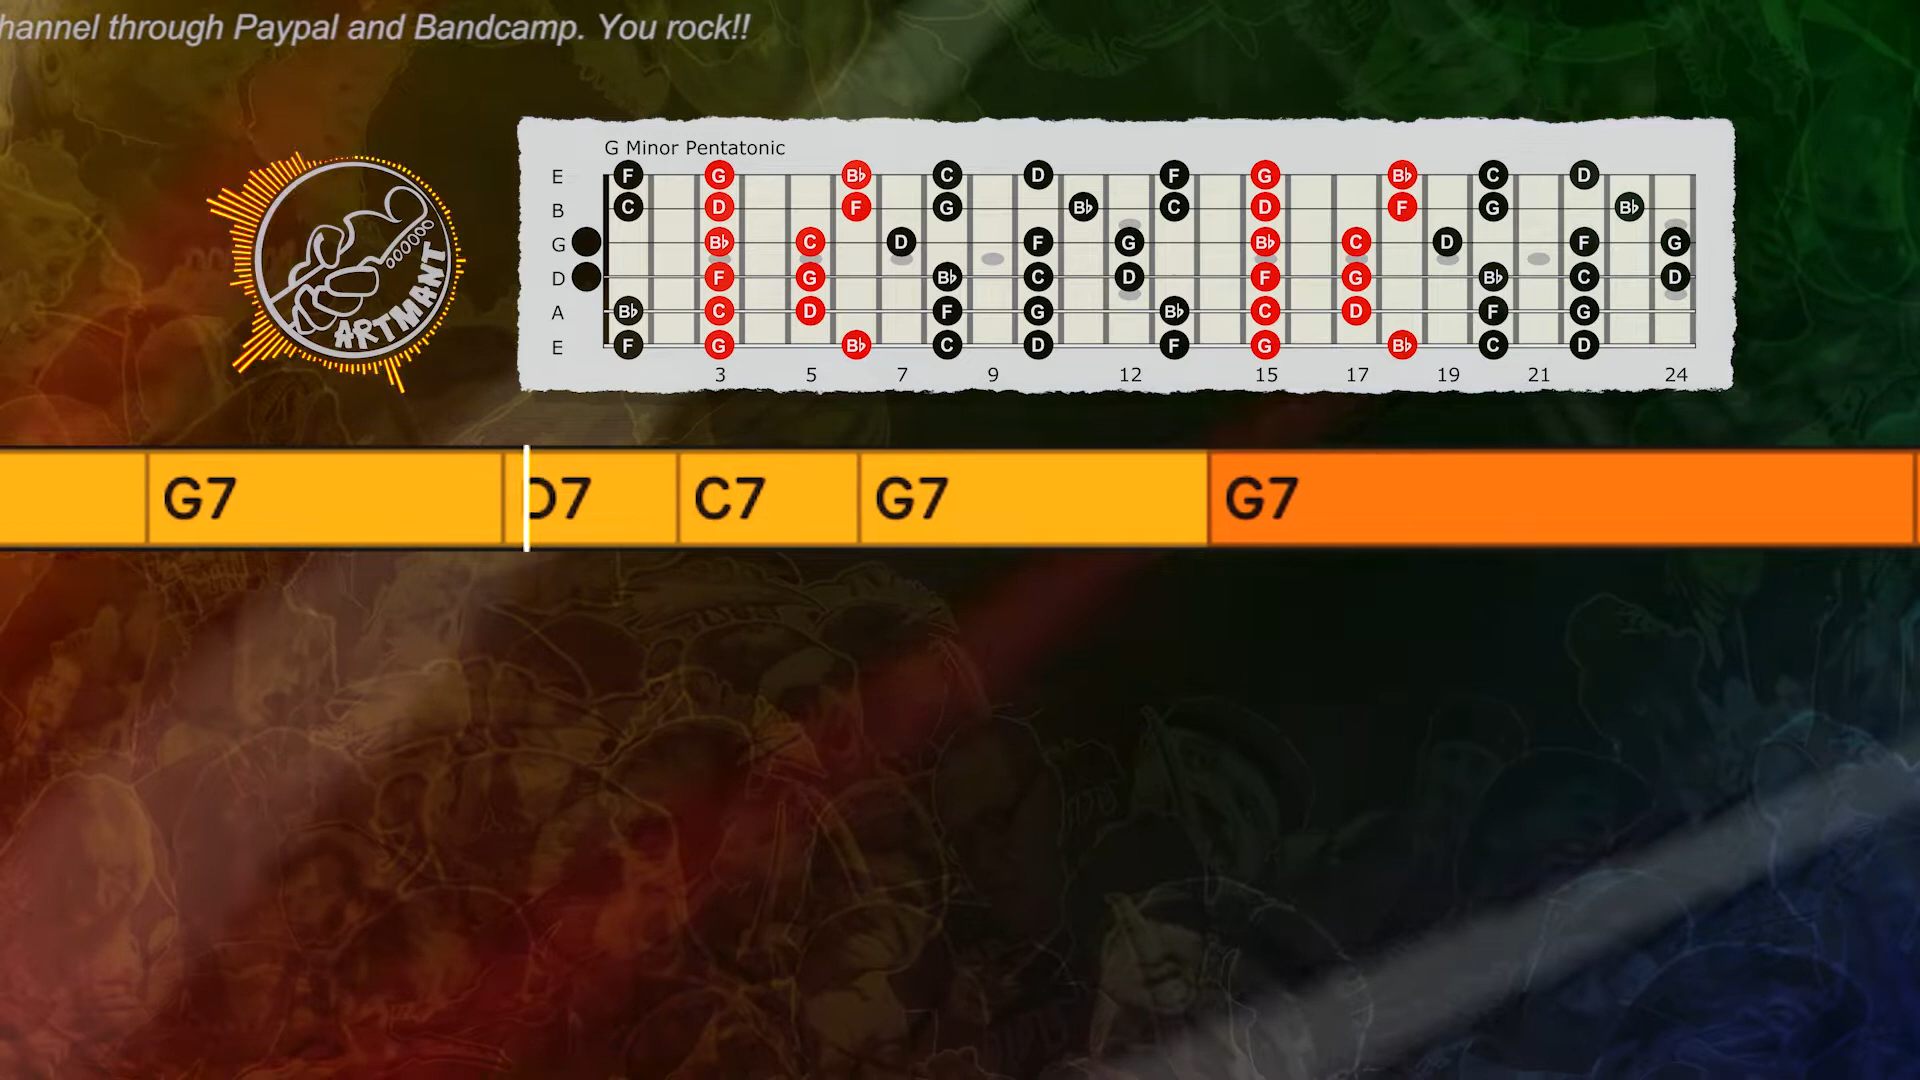 hannel through Paypal and Bandcamp. You rock!!
G Minor Pentatonic
E F G B♭ C D F G B♭ C D
B C D F G B♭ C D F G B♭
G B♭ C D F G B♭ C D F G
D F G B♭ C D F G B♭ C D
A B♭ C D F G B♭ C D F G
E F G B♭ C D F G B♭ C D
3 5 7 9 12 15 17 19 21 24
ARTMANT
G7 D7 C7 G7 G7